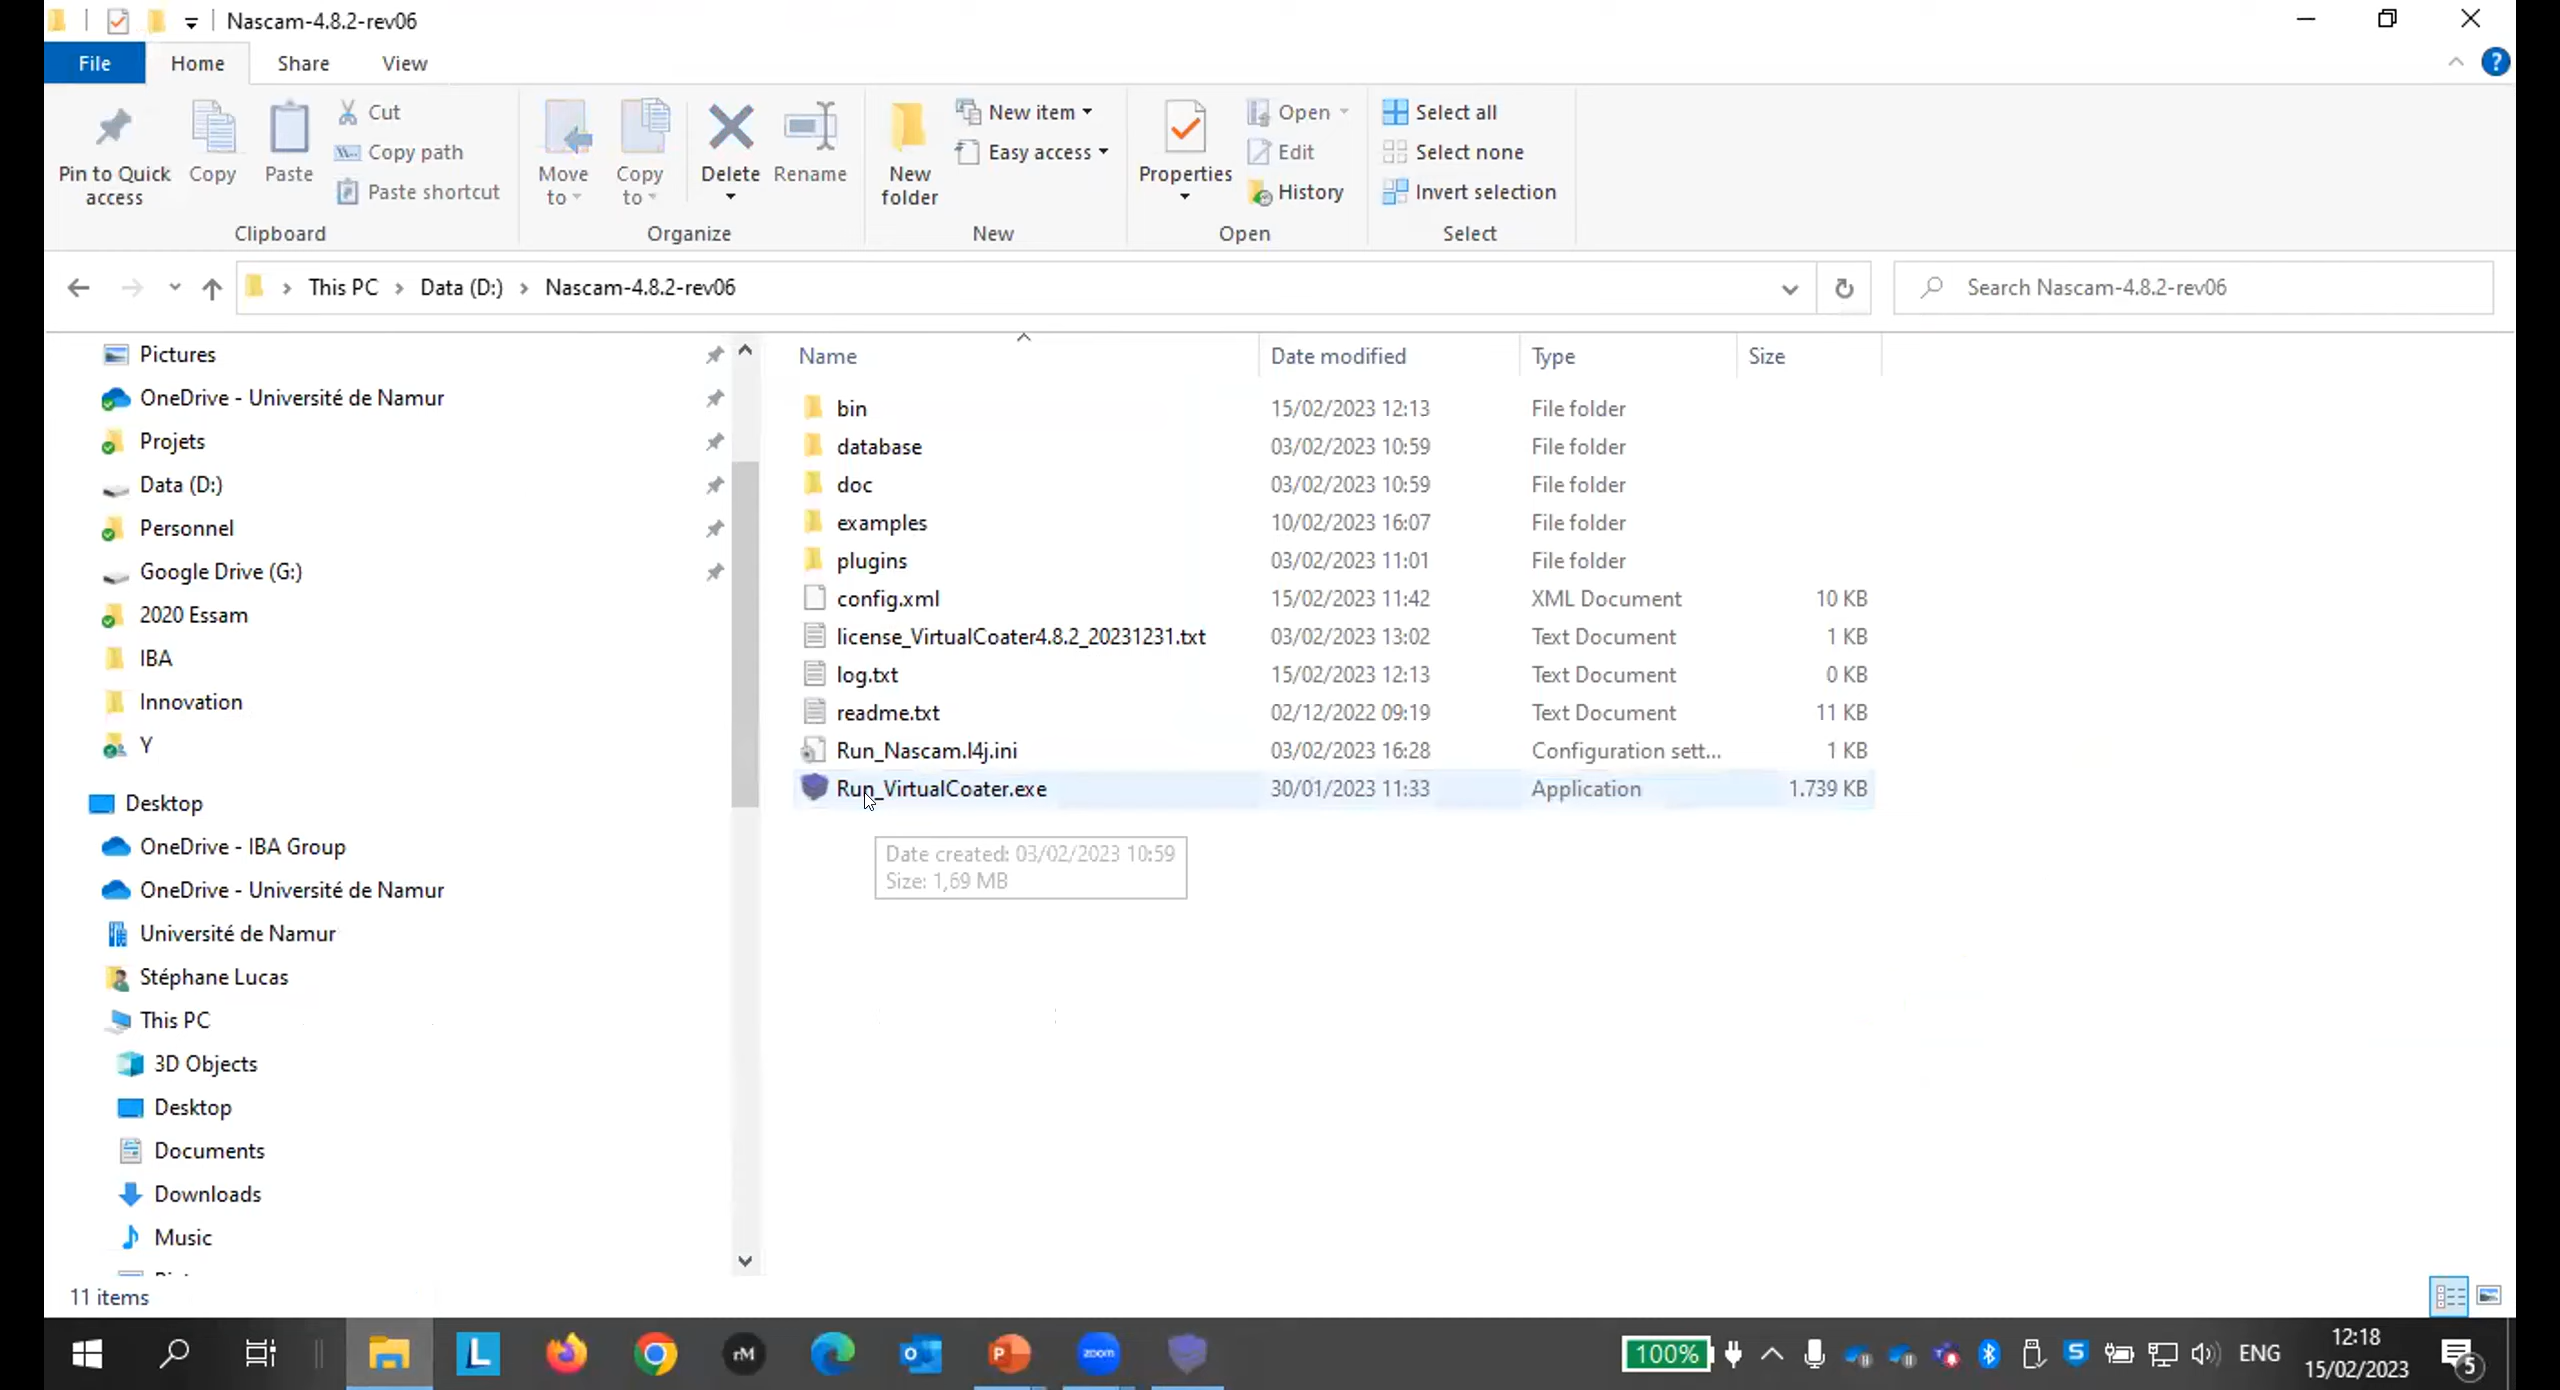 Nascam-4.8.2-rev06
File Home Share View
Pin to Quick access
Copy
Paste
Cut
Copy path
Paste shortcut
Clipboard
Move to
Copy to
Delete
Rename
Organize
New folder
New item
Easy access
New
Properties
Open
Edit
History
Open
Select all
Select none
Invert selection
Select
This PC > Data (D:) > Nascam-4.8.2-rev06
Search Nascam-4.8.2-rev06
Pictures
OneDrive - Université de Namur
Projets
Data (D:)
Personnel
Google Drive (G:)
2020 Essam
IBA
Innovation
Y
Desktop
OneDrive - IBA Group
OneDrive - Université de Namur
Université de Namur
Stéphane Lucas
This PC
3D Objects
Desktop
Documents
Downloads
Music
Name Date modified Type Size
bin 15/02/2023 12:13 File folder
database 03/02/2023 10:59 File folder
doc 03/02/2023 10:59 File folder
examples 10/02/2023 16:07 File folder
plugins 03/02/2023 11:01 File folder
config.xml 15/02/2023 11:42 XML Document 10 KB
license_VirtualCoater4.8.2_20231231.txt 03/02/2023 13:02 Text Document 1 KB
log.txt 15/02/2023 12:13 Text Document 0 KB
readme.txt 02/12/2022 09:19 Text Document 11 KB
Run_Nascam.l4j.ini 03/02/2023 16:28 Configuration sett... 1 KB
Run_VirtualCoater.exe 30/01/2023 11:33 Application 1.739 KB
Date created: 03/02/2023 10:59
Size: 1,69 MB
11 items
L
rM
zoom
100%
ENG
12:18
15/02/2023
5